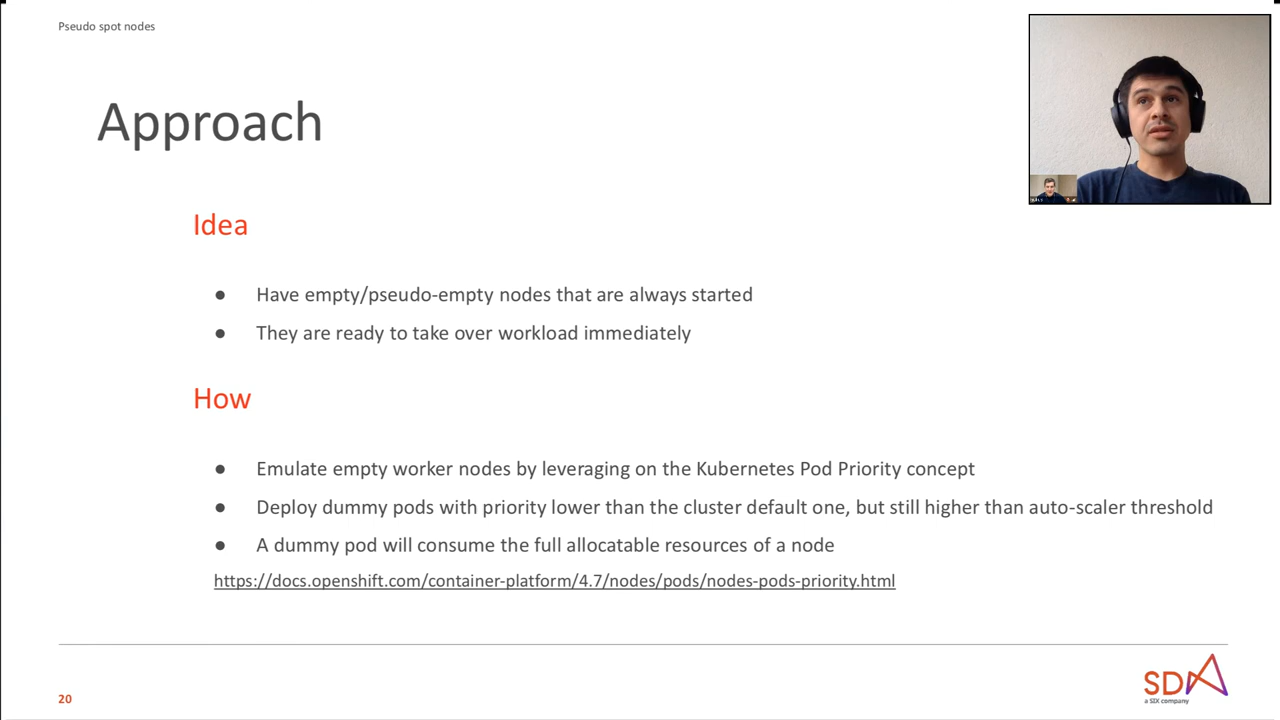 Pseudo spot nodes
Approach
Idea
● Have empty/pseudo-empty nodes that are always started
● They are ready to take over workload immediately
How
● Emulate empty worker nodes by leveraging on the Kubernetes Pod Priority concept
● Deploy dummy pods with priority lower than the cluster default one, but still higher than auto-scaler threshold
● A dummy pod will consume the full allocatable resources of a node
https://docs.openshift.com/container-platform/4.7/nodes/pods/nodes-pods-priority.html
20
SDA
a SIX company